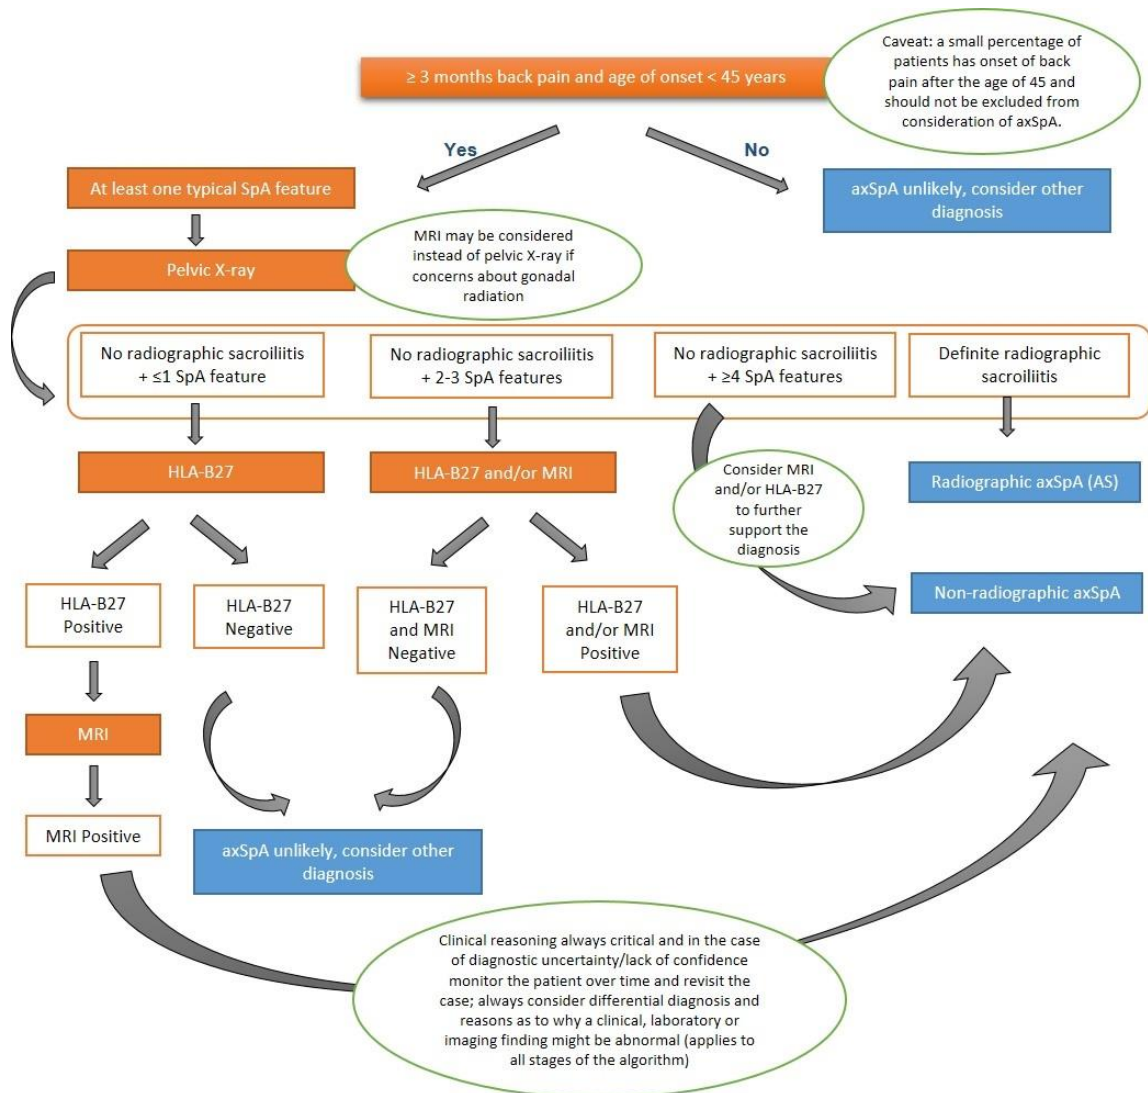 ≥ 3 months back pain and age of onset < 45 years
Caveat: a small percentage of
patients has onset of back
pain after the age of 45 and
should not be excluded from
consideration of axSpA.
Yes
No
At least one typical SpA feature
axSpA unlikely, consider other
diagnosis
Pelvic X-ray
MRI may be considered
instead of pelvic X-ray if
concerns about gonadal
radiation
No radiographic sacroiliitis
+ ≤1 SpA feature
No radiographic sacroiliitis
+ 2-3 SpA features
No radiographic sacroiliitis
+ ≥4 SpA features
Definite radiographic
sacroiliitis
HLA-B27
HLA-B27 and/or MRI
Consider MRI
and/or HLA-B27
to further
support the
diagnosis
Radiographic axSpA (AS)
Non-radiographic axSpA
HLA-B27
Positive
HLA-B27
Negative
HLA-B27
and MRI
Negative
HLA-B27
and/or MRI
Positive
MRI
MRI Positive
axSpA unlikely, consider other
diagnosis
Clinical reasoning always critical and in the case
of diagnostic uncertainty/lack of confidence
monitor the patient over time and revisit the
case; always consider differential diagnosis and
reasons as to why a clinical, laboratory or
imaging finding might be abnormal (applies to
all stages of the algorithm)